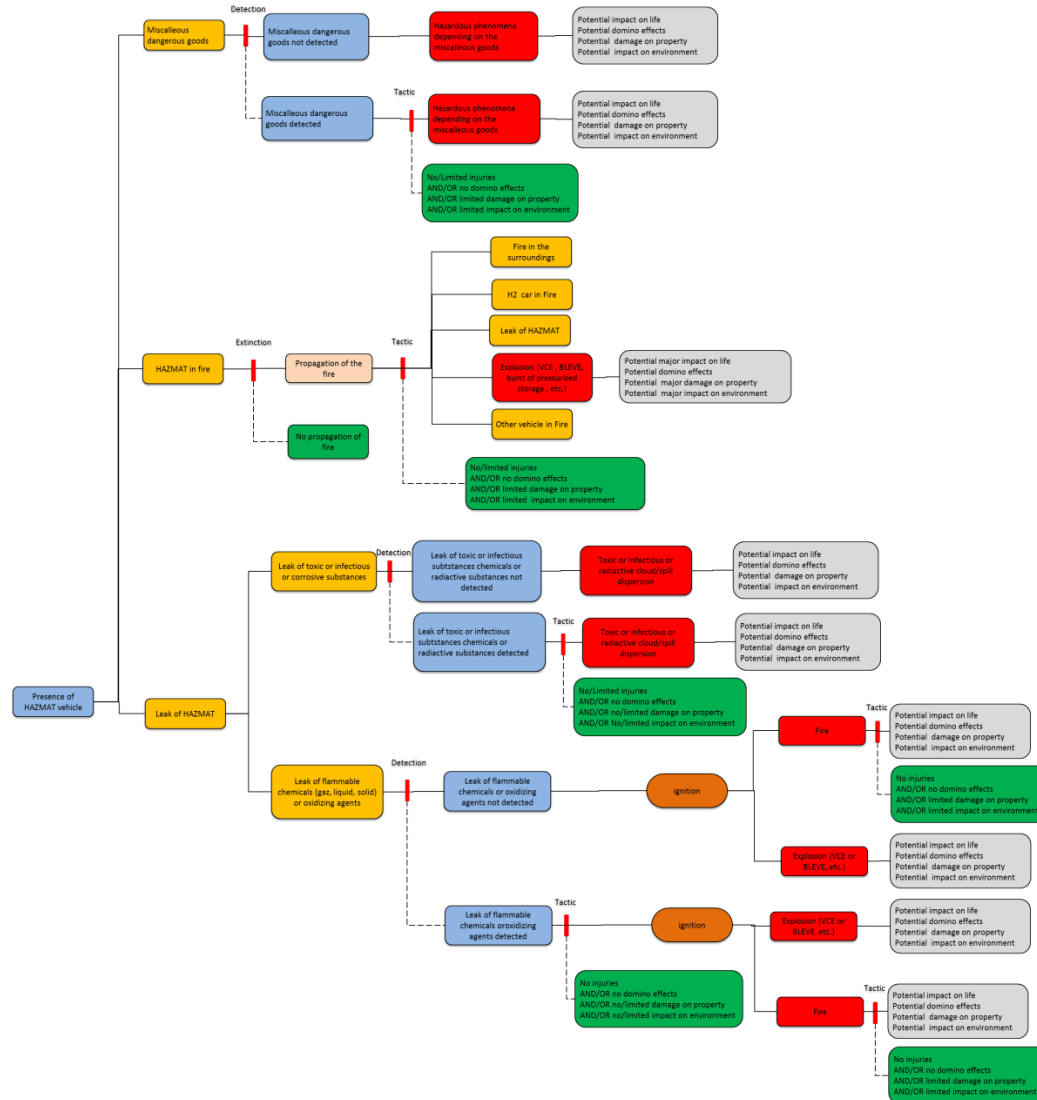 Detection
Miscalleous
dangerous goods
Miscalleous dangerous
goods not detected
Hazardous phenomena
depending on the
miscalleous goods
Potential impact on life
Potential domino effects
Potential damage on property
Potential impact on environment
Tactic
Miscalleous dangerous
goods detected
Hazardous phenomena
depending on the
miscalleous goods
Potential impact on life
Potential domino effects
Potential damage on property
Potential impact on environment
No/Limited injuries
AND/OR no domino effects
AND/OR limited damage on property
AND/OR limited impact on environment
Fire in the
surroundings
H2 car in Fire
Leak of HAZMAT
Extinction
Tactic
HAZMAT in fire
Propagation of the
fire
Explosion (VCE , BLEVE,
burst of pressurized
storage , etc.)
Potential major impact on life
Potential domino effects
Potential major damage on property
Potential major impact on environment
Other vehicle in Fire
No propagation of
fire
No/limited injuries
AND/OR no domino effects
AND/OR limited damage on property
AND/OR limited impact on environment
Detection
Leak of toxic or infectious
or corrosive substances
Leak of toxic or infectious
subtstances chemicals or
radiactive substances not
detected
Toxic or infectious or
radiactive cloud/spill
dispersion
Potential impact on life
Potential domino effects
Potential damage on property
Potential impact on environment
Tactic
Leak of toxic or infectious
subtstances chemicals or
radiactive substances detected
Toxic or infectious or
radiactive cloud/spill
dispersion
Potential impact on life
Potential domino effects
Potential damage on property
Potential impact on environment
No/Limited injuries
AND/OR no domino effects
AND/OR no/limited damage on property
AND/OR No/limited impact on environment
Presence of
HAZMAT vehicle
Leak of HAZMAT
Fire
Tactic
Potential impact on life
Potential domino effects
Potential damage on property
Potential impact on environment
No injuries
AND/OR no domino effects
AND/OR limited damage on property
AND/OR limited impact on environment
Detection
Leak of flammable
chemicals (gaz, liquid, solid)
or oxidizing agents
Leak of flammable
chemicals or oxidizing
agents not detected
ignition
Explosion (VCE or
BLEVE, etc.)
Potential impact on life
Potential domino effects
Potential damage on property
Potential impact on environment
Leak of flammable
chemicals oroxidizing
agents detected
Tactic
ignition
Explosion (VCE or
BLEVE, etc.)
Potential impact on life
Potential domino effects
Potential damage on property
Potential impact on environment
No injuries
AND/OR no domino effects
AND/OR no/limited damage on property
AND/OR no/limited impact on environment
Fire
Tactic
Potential impact on life
Potential domino effects
Potential damage on property
Potential impact on environment
No injuries
AND/OR no domino effects
AND/OR limited damage on property
AND/OR limited impact on environment